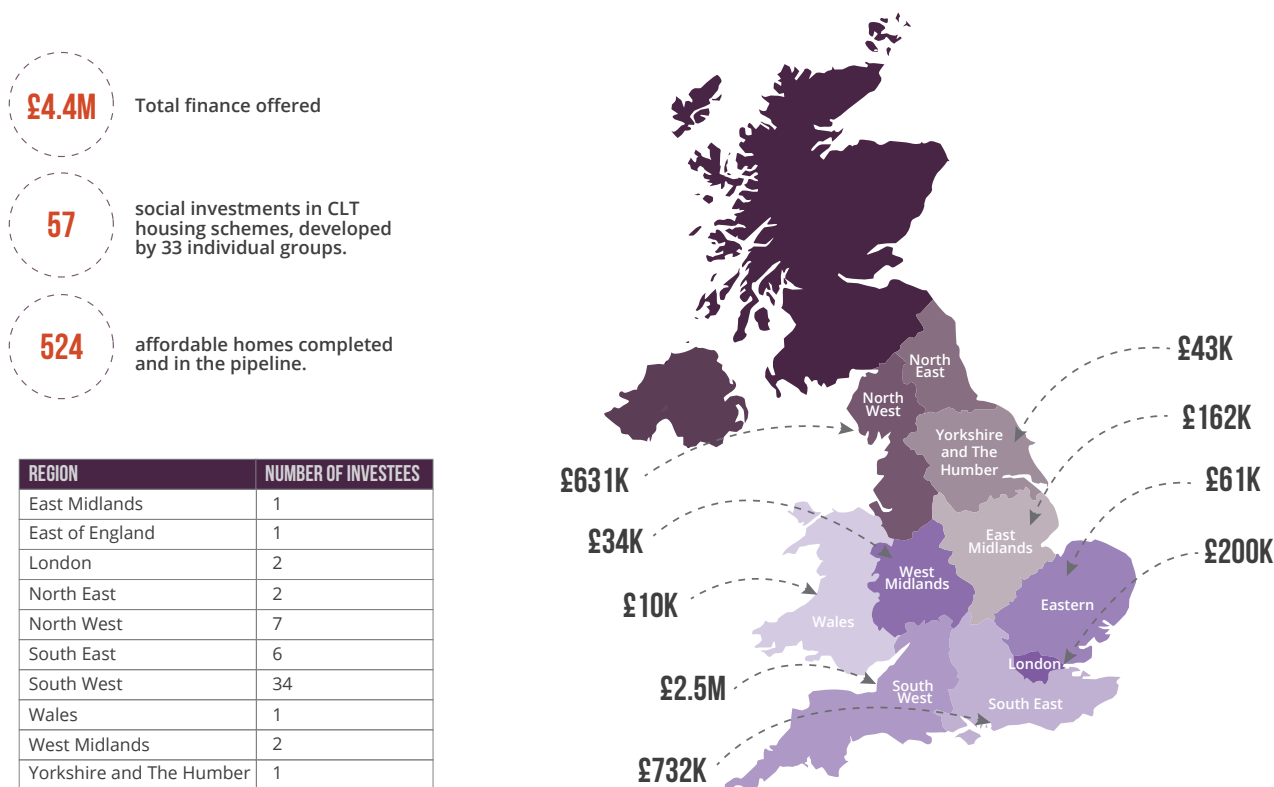 £4.4M
Total finance offered
57
social investments in CLT
housing schemes, developed
by 33 individual groups.
524
affordable homes completed
and in the pipeline.
REGION NUMBER OF INVESTEES
East Midlands 1
East of England 1
London 2
North East 2
North West 7
South East 6
South West 34
Wales 1
West Midlands 2
Yorkshire and The Humber 1
North
East
North
West
Yorkshire
and The
Humber
East
Midlands
West
Midlands
Wales
Eastern
London
South
West
South East
£43K
£162K
£61K
£200K
£631K
£34K
£10K
£2.5M
£732K